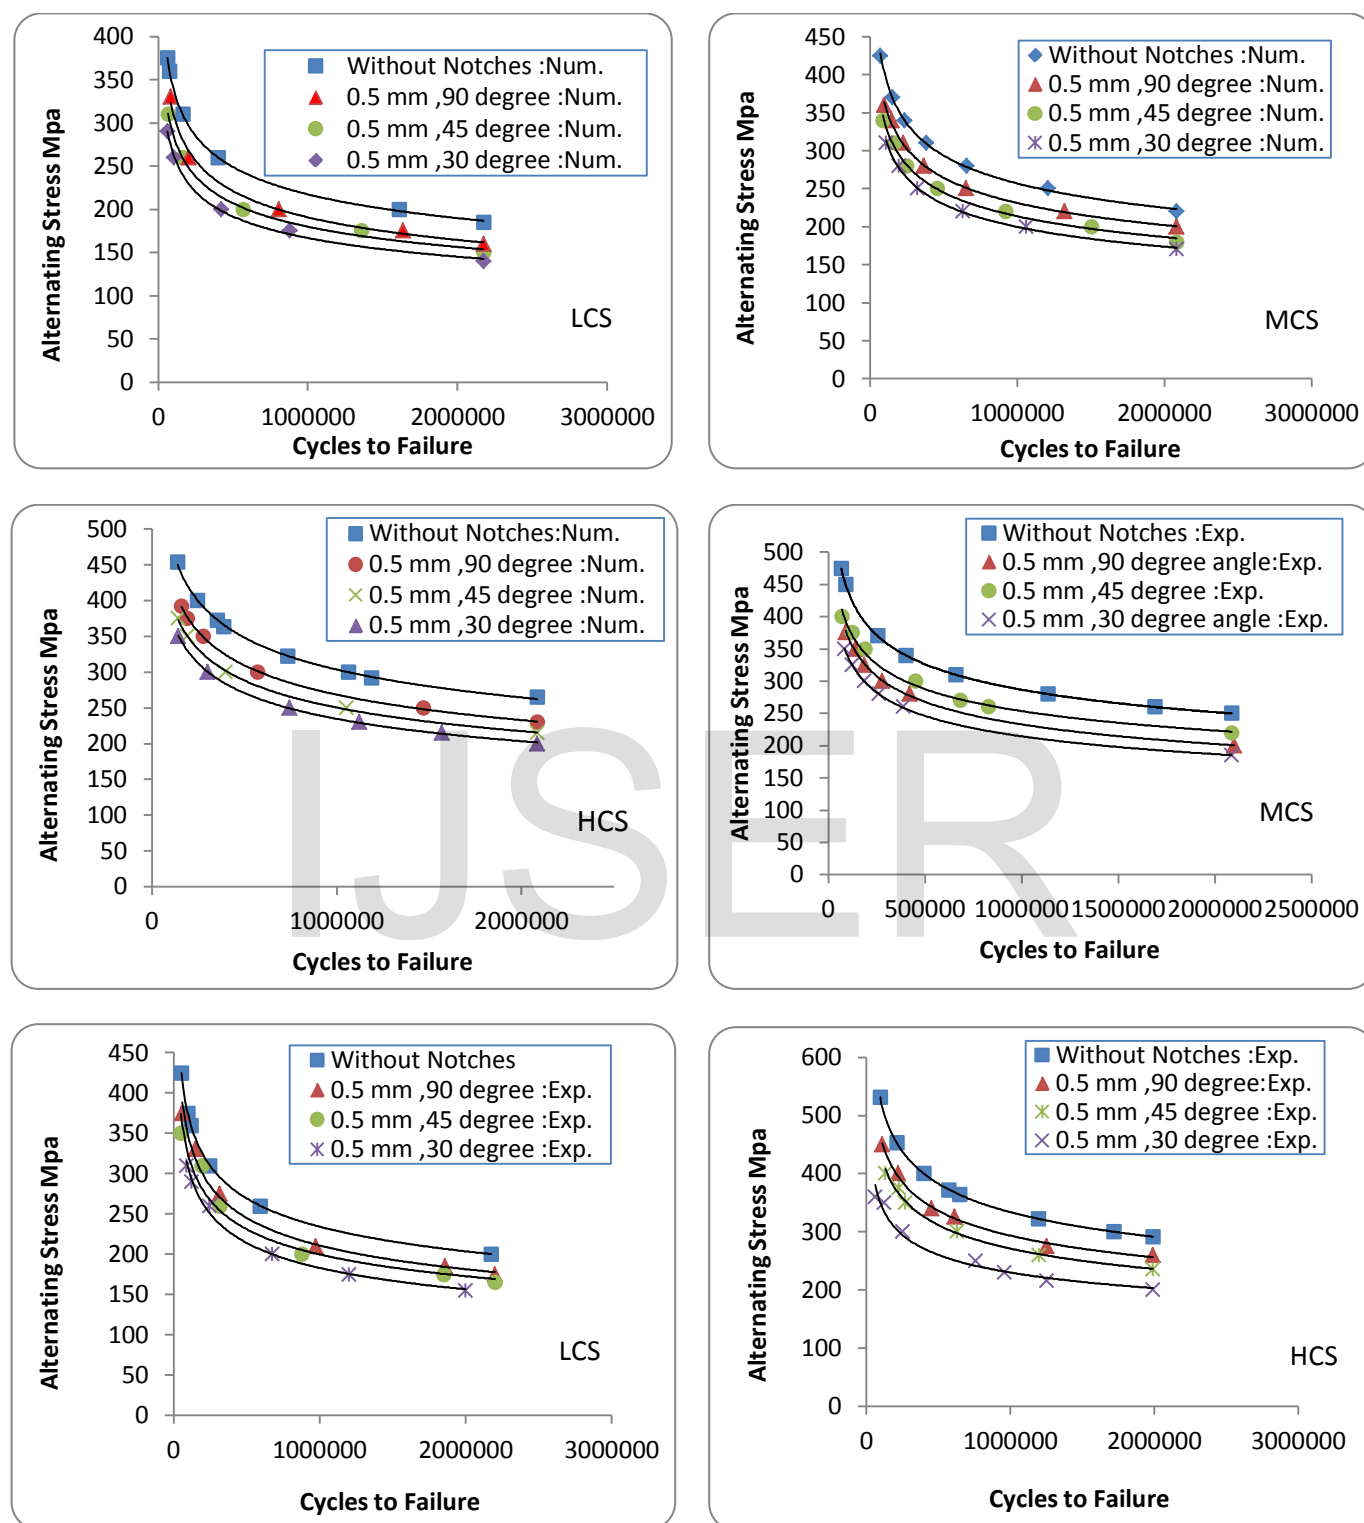 400
350
300
250
200
150
100
50
0
Alternating Stress Mpa
Without Notches :Num.
0.5 mm ,90 degree :Num.
0.5 mm ,45 degree :Num.
0.5 mm ,30 degree :Num.
LCS
0 1000000 2000000 3000000
Cycles to Failure
450
400
350
300
250
200
150
100
50
0
Alternating Stress Mpa
Without Notches :Num.
0.5 mm ,90 degree :Num.
0.5 mm ,45 degree :Num.
0.5 mm ,30 degree :Num.
MCS
0 1000000 2000000 3000000
Cycles to Failure
500
450
400
350
300
250
200
150
100
50
0
Alternating Stress Mpa
Without Notches:Num.
0.5 mm ,90 degree :Num.
0.5 mm ,45 degree :Num.
0.5 mm ,30 degree :Num.
HCS
0 1000000 2000000
Cycles to Failure
500
450
400
350
300
250
200
150
100
50
0
Alternating Stress Mpa
Without Notches :Exp.
0.5 mm ,90 degree angle:Exp.
0.5 mm ,45 degree :Exp.
0.5 mm ,30 degree angle :Exp.
MCS
0 500000 1000000 1500000 2000000 2500000
Cycles to Failure
IJSER
450
400
350
300
250
200
150
100
50
0
Alternating Stress Mpa
Without Notches
0.5 mm ,90 degree :Exp.
0.5 mm ,45 degree :Exp.
0.5 mm ,30 degree :Exp.
LCS
0 1000000 2000000 3000000
Cycles to Failure
600
500
400
300
200
100
0
Alternating Stress Mpa
Without Notches :Exp.
0.5 mm ,90 degree:Exp.
0.5 mm ,45 degree :Exp.
0.5 mm ,30 degree :Exp.
HCS
0 1000000 2000000 3000000
Cycles to Failure